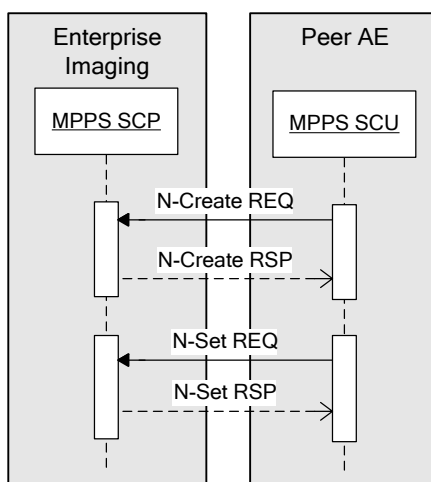 Enterprise
Imaging
Peer AE
MPPS SCP
MPPS SCU
N-Create REQ
N-Create RSP
N-Set REQ
N-Set RSP